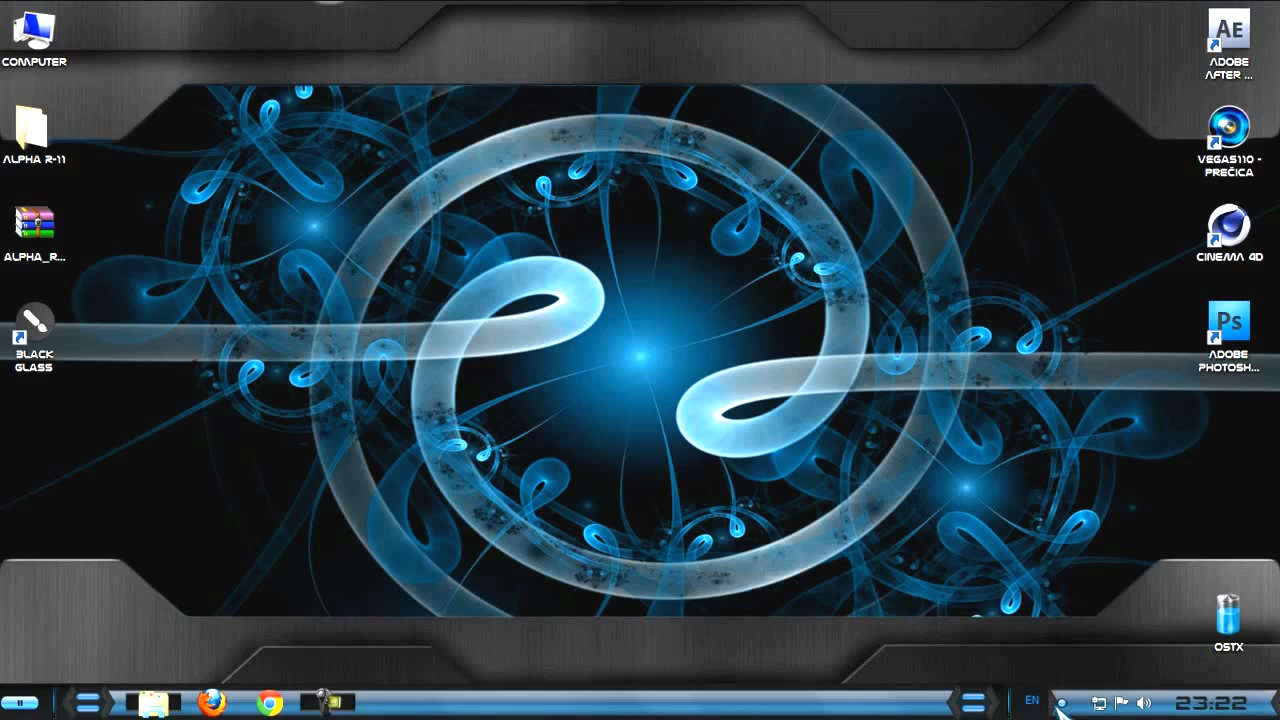 COMPUTER
ALPHA R-11
ALPHA_R...
BLACK
GLASS
AE
ADOBE
AFTER ...
VEGAS110 -
PREČICA
CINEMA 4D
Ps
ADOBE
PHOTOSH...
OSTX
EN
23:22